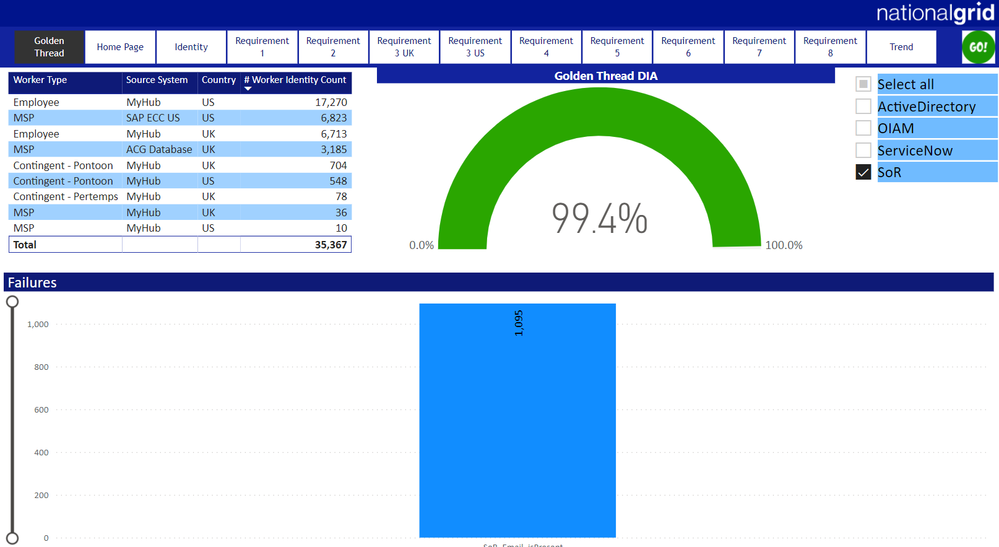 nationalgrid
Golden
Thread
Home Page
Identity
Requirement
1
Requirement
2
Requirement
3 UK
Requirement
3 US
Requirement
4
Requirement
5
Requirement
6
Requirement
7
Requirement
8
Trend
GO!
Worker Type Source System Country # Worker Identity Count
Employee MyHub US 17,270
MSP SAP ECC US US 6,823
Employee MyHub UK 6,713
MSP ACG Database UK 3,185
Contingent - Pontoon MyHub UK 704
Contingent - Pontoon MyHub US 548
Contingent - Pertemps MyHub UK 78
MSP MyHub UK 36
MSP MyHub US 10
Total 35,367
Golden Thread DIA
99.4%
0.0%
100.0%
Select all
ActiveDirectory
OIAM
ServiceNow
SoR
Failures
1,000
800
600
400
200
0
1,095
SoR_Email_isPresent